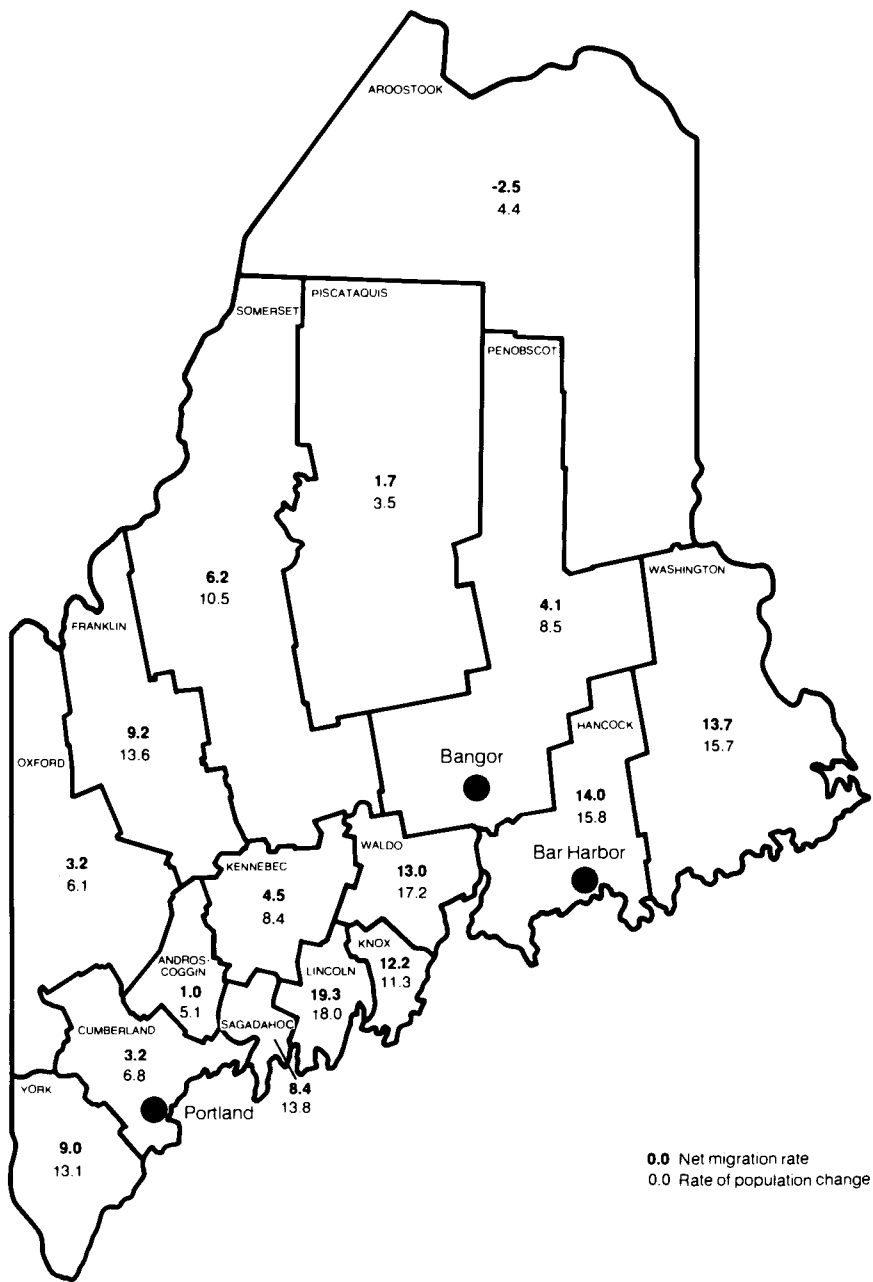 AROOSTOOK
-2.5
4.4
SOMERSET
PISCATAQUIS
PENOBSCOT
1.7
3.5
6.2
10.5
WASHINGTON
4.1
8.5
FRANKLIN
9.2
13.6
HANCOCK
13.7
15.7
OXFORD
Bangor
14.0
15.8
Bar Harbor
3.2
6.1
KENNEBEC
4.5
8.4
WALDO
13.0
17.2
KNOX
12.2
11.3
ANDROS-
COGGIN
1.0
5.1
LINCOLN
19.3
18.0
SAGADAHOC
8.4
13.8
CUMBERLAND
3.2
6.8
Portland
YORK
9.0
13.1
0.0 Net migration rate
0.0 Rate of population change